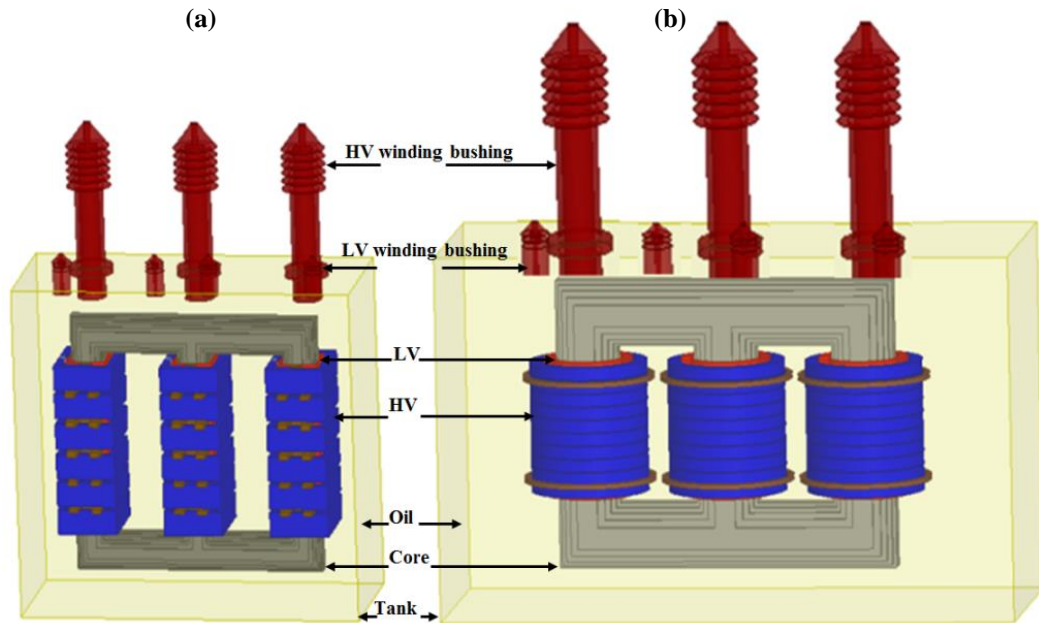 (a)
(b)
HV winding bushing
LV winding bushing
LV
HV
Oil
Core
Tank